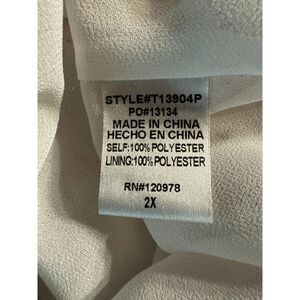 STYLE#T13904P
PO#13134
MADE IN CHINA
HECHO EN CHINA
SELF:100%POLYESTER
LINING:100%POLYESTER
RN#120978
2X